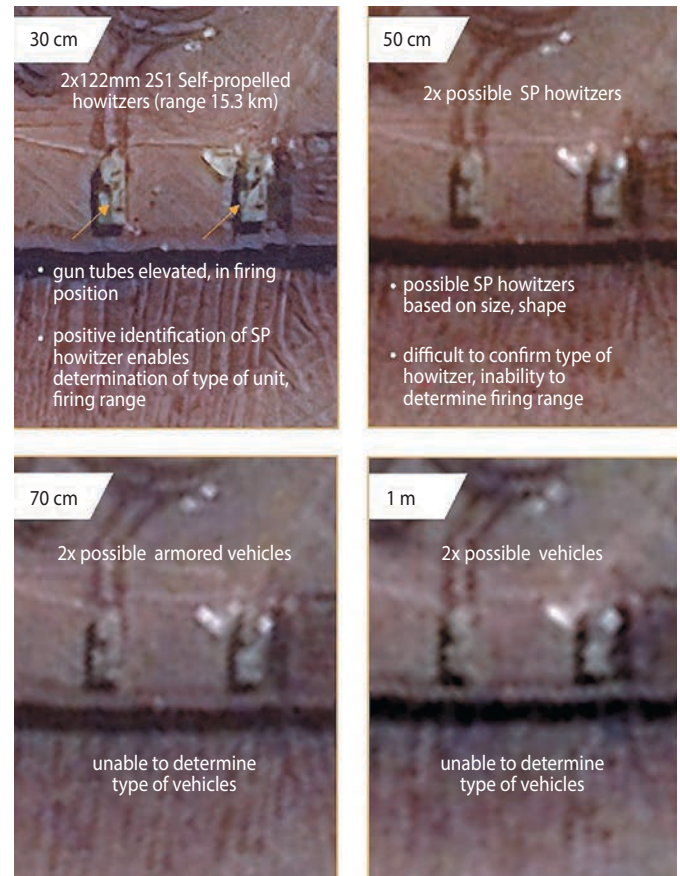 30 cm
2x122mm 2S1 Self-propelled
howitzers (range 15.3 km)
• gun tubes elevated, in firing
position
• positive identification of SP
howitzer enables
determination of type of unit,
firing range
50 cm
2x possible SP howitzers
• possible SP howitzers
based on size, shape
• difficult to confirm type of
howitzer, inability to
determine firing range
70 cm
2x possible armored vehicles
unable to determine
type of vehicles
1 m
2x possible vehicles
unable to determine
type of vehicles